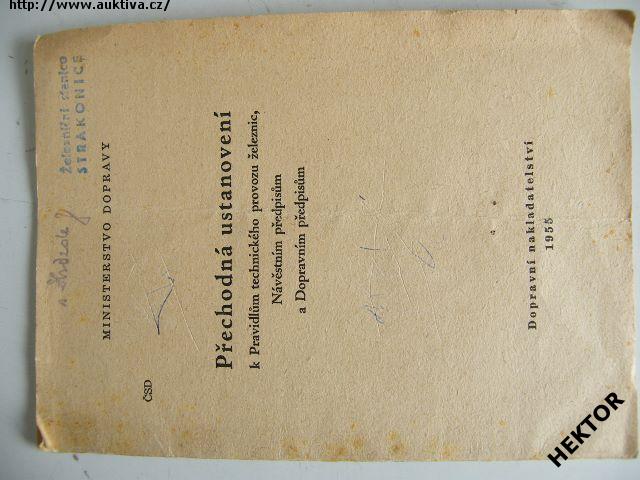 http://www.auktiva.cz/
Železniční stanice
STRAKONICE
MINISTERSTVO DOPRAVY
ČSD
Přechodná ustanovení
k Pravidlům technického provozu železnic,
Návěstním předpisům
a Dopravním předpisům
Dopravní nakladatelství
1955
HEKTOR